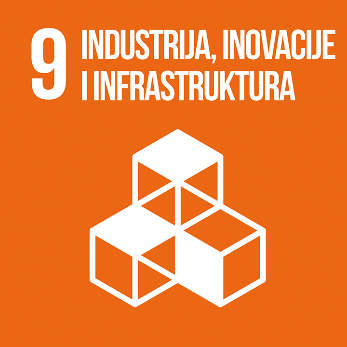 9 INDUSTRIJA, INOVACIJE
I INFRASTRUKTURA